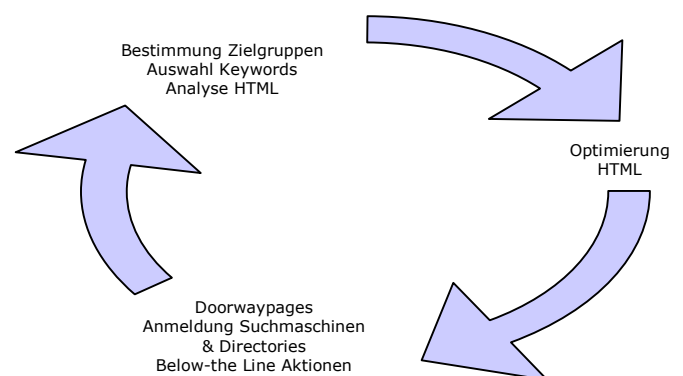 Bestimmung Zielgruppen
Auswahl Keywords
Analyse HTML
Optimierung
HTML
Doorwaypages
Anmeldung Suchmaschinen
& Directories
Below-the Line Aktionen